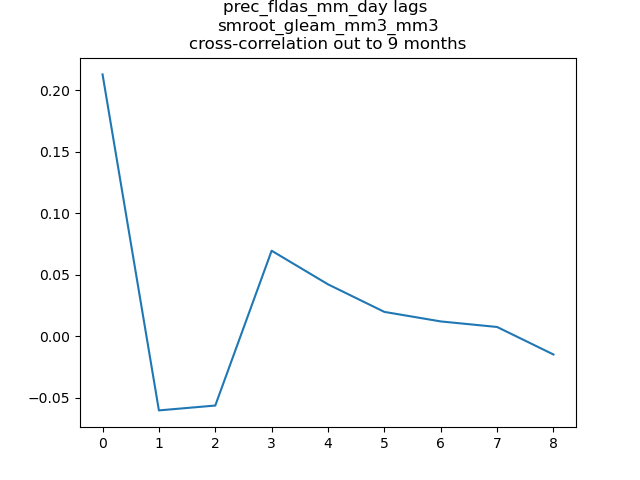 prec_fldas_mm_day lags
smroot_gleam_mm3_mm3
cross-correlation out to 9 months
0.20
0.15
0.10
0.05
0.00
−0.05
0 1 2 3 4 5 6 7 8